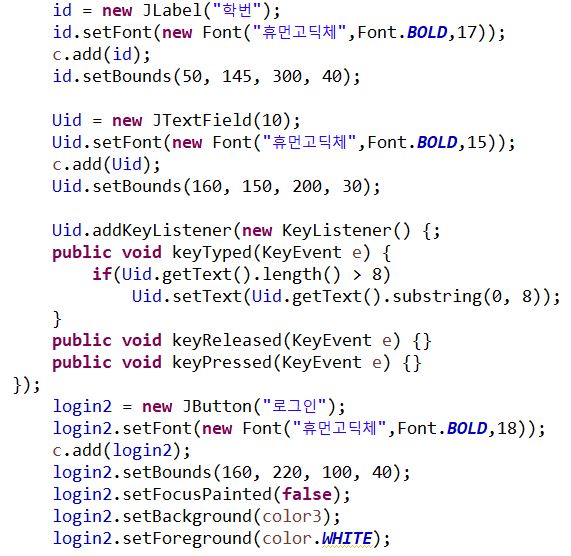 id = new JLabel("학번");
id.setFont(new Font("휴먼고딕체",Font.BOLD,17));
c.add(id);
id.setBounds(50, 145, 300, 40);
Uid = new JTextField(10);
Uid.setFont(new Font("휴먼고딕체",Font.BOLD,15));
c.add(Uid);
Uid.setBounds(160, 150, 200, 30);
Uid.addKeyListener(new KeyListener() {;
public void keyTyped(KeyEvent e) {
if(Uid.getText().length() > 8)
Uid.setText(Uid.getText().substring(0, 8));
}
public void keyReleased(KeyEvent e) {}
public void keyPressed(KeyEvent e) {}
});
login2 = new JButton("로그인");
login2.setFont(new Font("휴먼고딕체",Font.BOLD,18));
c.add(login2);
login2.setBounds(160, 220, 100, 40);
login2.setFocusPainted(false);
login2.setBackground(color3);
login2.setForeground(color.WHITE);